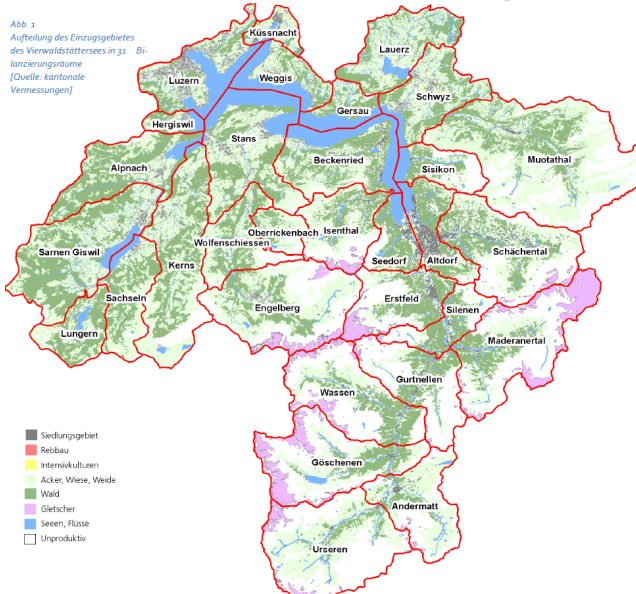 Abb. 1
Aufteilung des Einzugsgebietes
des Vierwaldstättersees in 31 Bi-
lanzierungsräume
[Quelle: kantonale
Vermessungen]
Küssnacht
Lauerz
Luzern
Weggis
Schwyz
Gersau
Hergiswil
Stans
Beckenried
Muotathal
Alpnach
Sisikon
Oberrickenbach
Isenthal
Wolfenschiessen
Sarnen Giswil
Schächental
Kerns
Seedorf
Altdorf
Sachseln
Erstfeld
Engelberg
Silenen
Lungern
Maderanertal
Gurtnellen
Wassen
Göschenen
Andermatt
Urseren
Siedlungsgebiet
Rebbau
Intensivkulturen
Acker, Wiese, Weide
Wald
Gletscher
Seeen, Flüsse
Unproduktiv